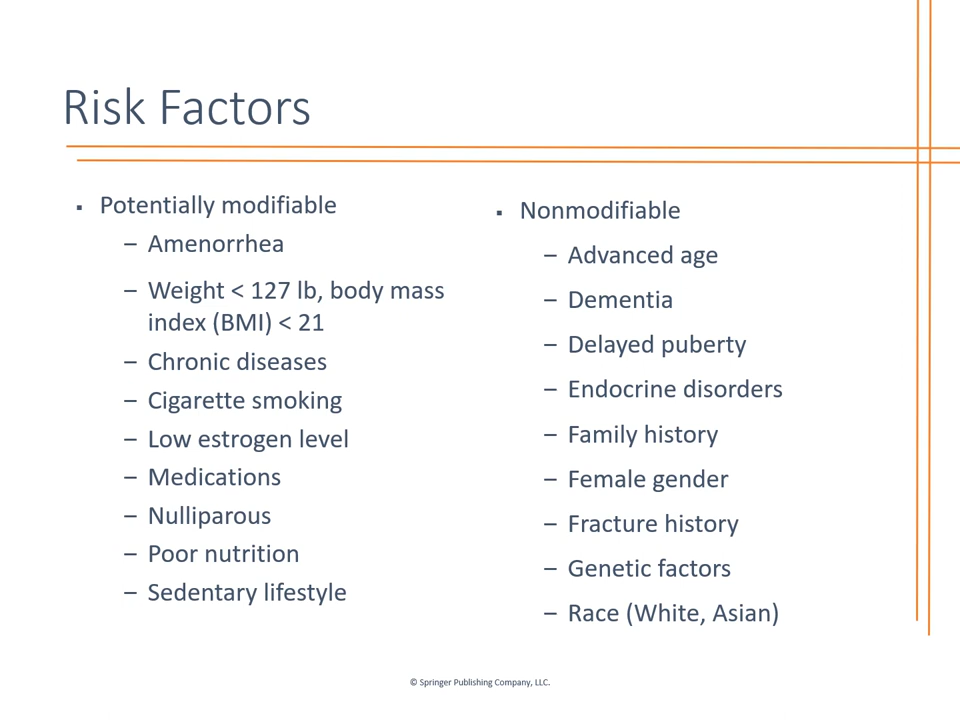 Risk Factors
▪ Potentially modifiable
– Amenorrhea
– Weight < 127 lb, body mass
index (BMI) < 21
– Chronic diseases
– Cigarette smoking
– Low estrogen level
– Medications
– Nulliparous
– Poor nutrition
– Sedentary lifestyle
▪ Nonmodifiable
– Advanced age
– Dementia
– Delayed puberty
– Endocrine disorders
– Family history
– Female gender
– Fracture history
– Genetic factors
– Race (White, Asian)
© Springer Publishing Company, LLC.